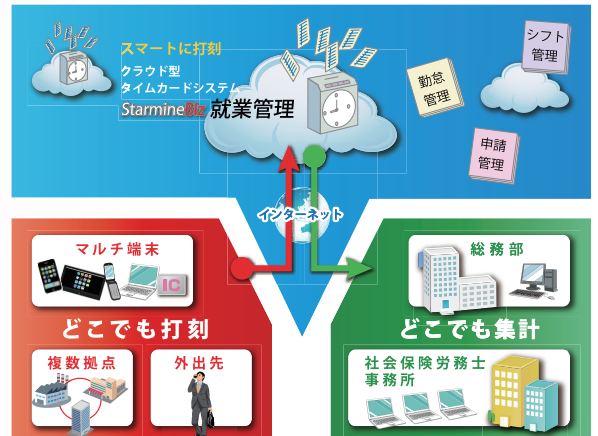 スマートに打刻
クラウド型
タイムカードシステム
StarmineBiz 就業管理
シフト
管理
勤怠
管理
申請
管理
インターネット
マルチ端末
IC
どこでも打刻
複数拠点
外出先
総務部
どこでも集計
社会保険労務士
事務所